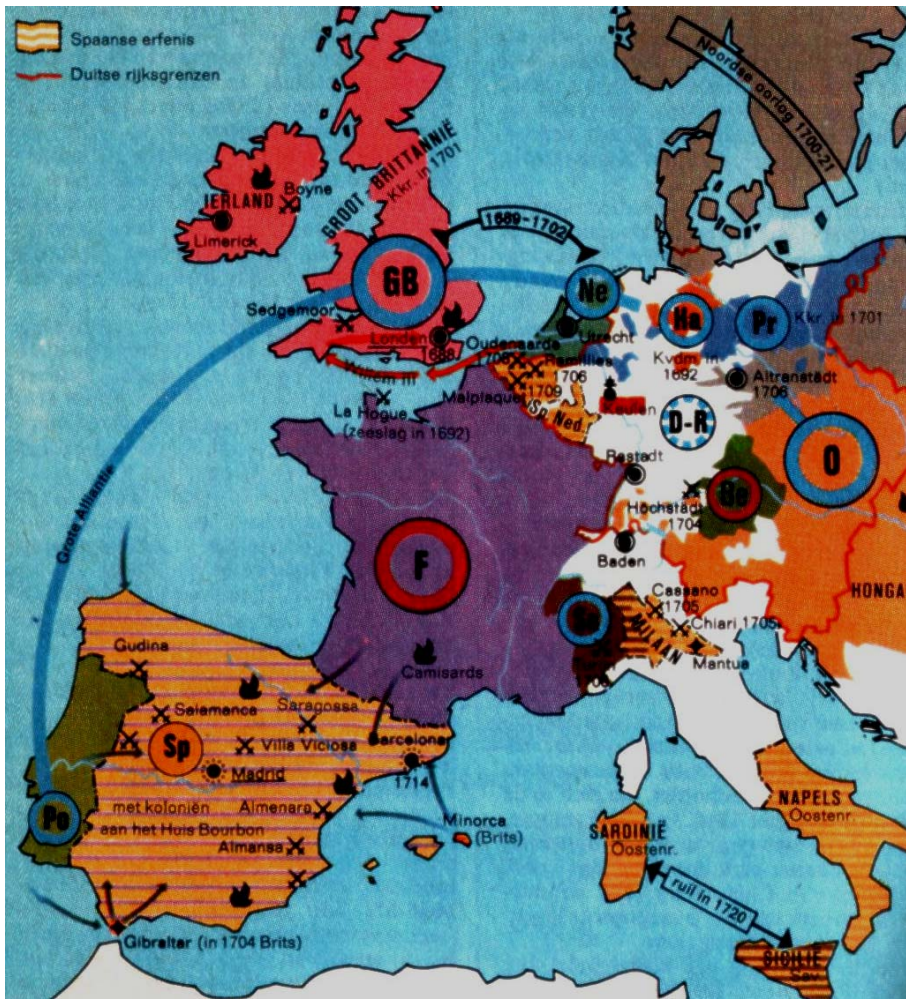 Spaanse erfenis
Duitse rijksgrenzen
Noordse oorlog 1700-21
GROOT-BRITTANNIË
Kkr. in 1701
IERLAND
Boyne
Limerick
1689-1702
GB
Ne
Ha
Pr
Kkr. in 1701
Sedgemoor
Londen
1688
Utrecht
Oudenaarde
1708
Ramillies
1706
Kvdm. in
1692
Altranstädt
1706
Willem III
Malplaquet
1709
Keulen
La Hogue
(zeeslag in 1692)
Sp. Ned.
D-R
O
Rastadt
Höchstädt
1704
Be
Grote Alliantie
F
Baden
HONGA
Cassano
1705
Sa
MILAAN
Chiari 1705
Mantua
Gudina
Camisards
Salamanca
Saragossa
Sp
Villa Viciosa
Barcelona
1714
Madrid
Po
met koloniën
aan het Huis Bourbon
Almenara
Almansa
Minorca
(Brits)
SARDINIË
Oostenr.
NAPELS
Oostenr.
ruil in 1720
Gibraltar (in 1704 Brits)
SICILIË
Sav.